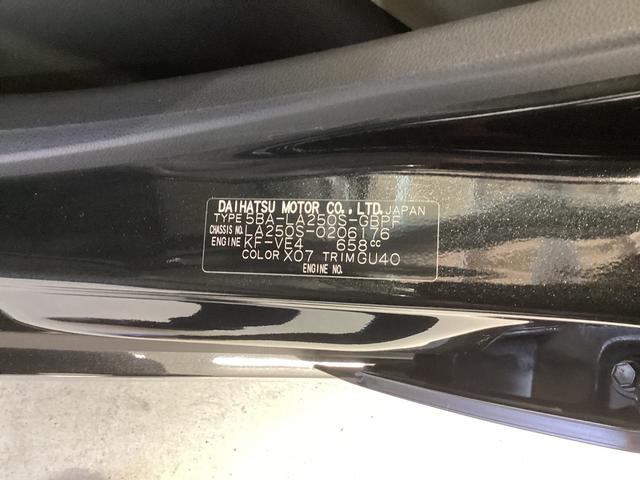 DAIHATSU MOTOR CO., LTD. JAPAN
TYPE 5BA-LA250S-GBPF
CHASSIS NO. LA250S-0206176
ENGINE KF-VE4 658cc
COLOR X07 TRIM GU40
ENGINE NO.